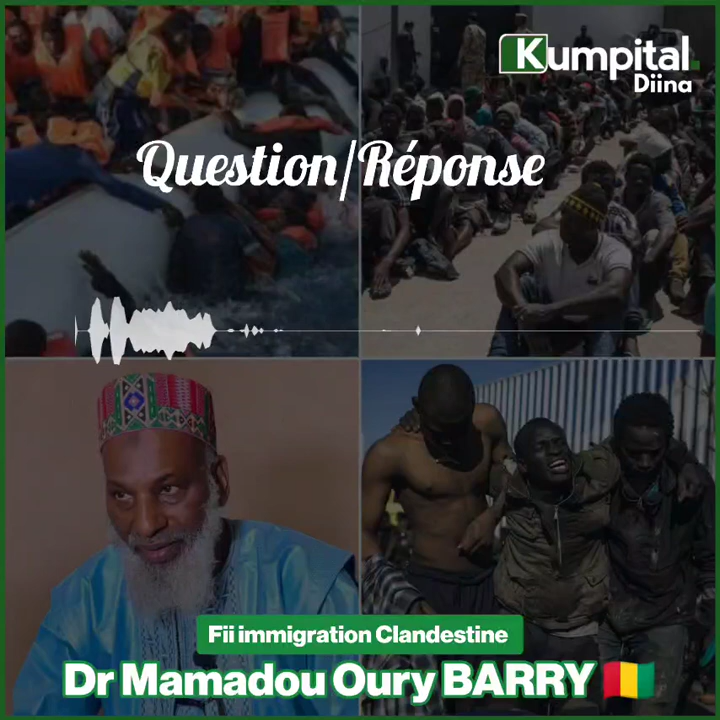 Kumpital.
Diina
Question/Réponse
Fii immigration Clandestine
Dr Mamadou Oury BARRY 🇬🇳